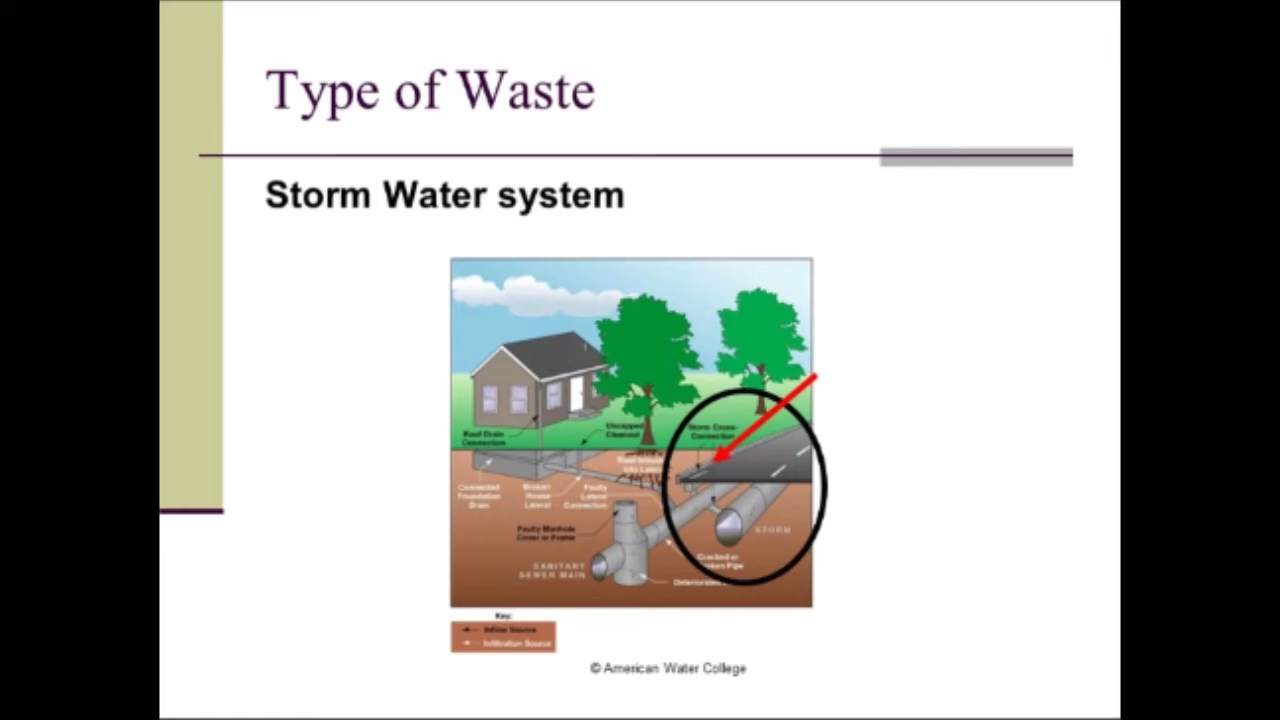 Type of Waste
Storm Water system
Roof Drain
Connection
Uncapped
Cleanout
Storm Cross-
Connection
Connected
Foundation
Drain
Broken
House
Lateral
Faulty
Lateral
Connection
Faulty Manhole
Cover or Frame
SANITARY
SEWER MAIN
STORM
Cracked or
Pipe
Deteriorated
Key:
Inflow Source
Infiltration Source
© American Water College